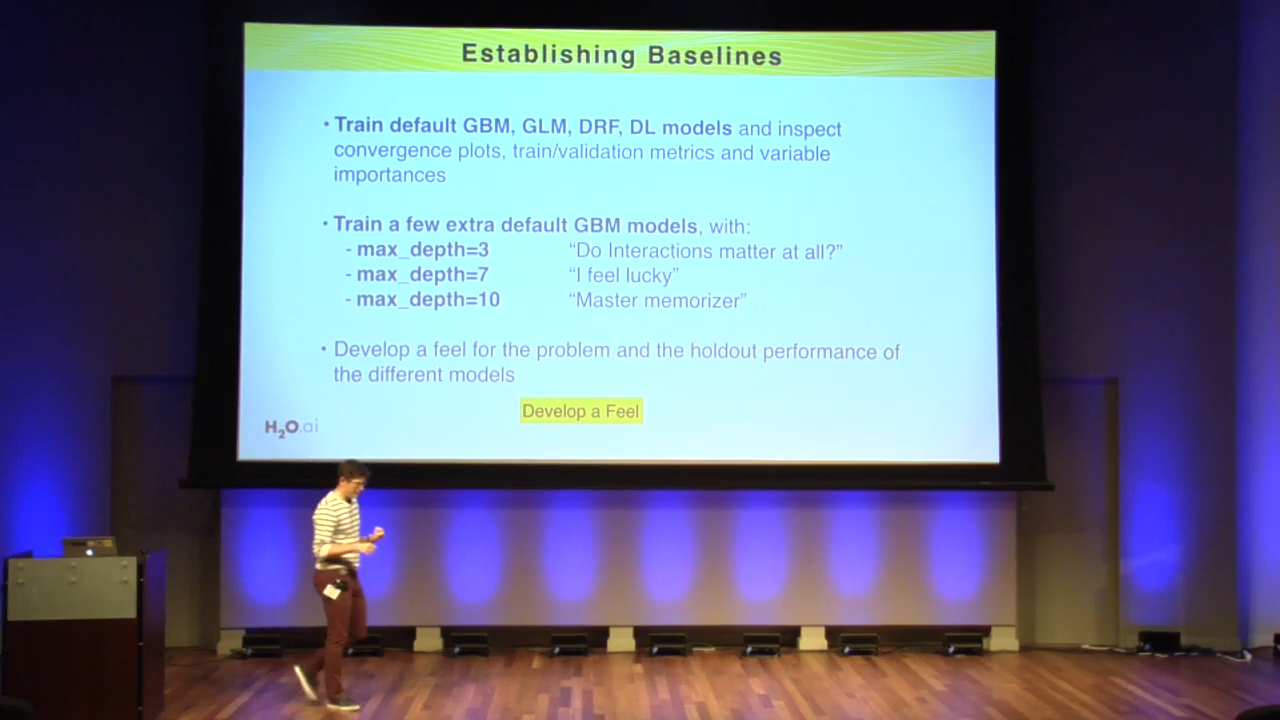 Establishing Baselines
• Train default GBM, GLM, DRF, DL models and inspect
convergence plots, train/validation metrics and variable
importances
• Train a few extra default GBM models, with:
- max_depth=3 “Do Interactions matter at all?”
- max_depth=7 “I feel lucky”
- max_depth=10 “Master memorizer”
• Develop a feel for the problem and the holdout performance of
the different models
Develop a Feel
H2O.ai